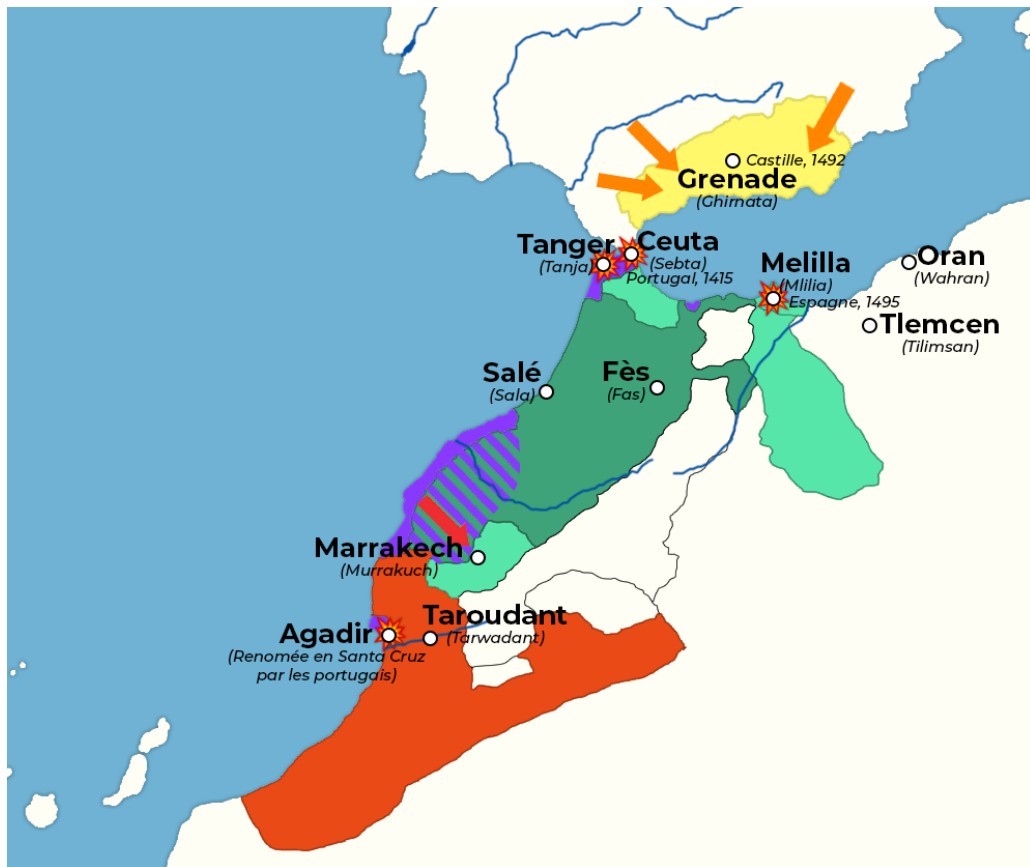 Castille, 1492
Grenade
(Ghirnata)
Tanger
(Tanja)
Ceuta
(Sebta)
Portugal, 1415
Melilla
(Mlilia)
Espagne, 1495
Oran
(Wahran)
Tlemcen
(Tilimsan)
Salé
(Sala)
Fès
(Fas)
Marrakech
(Murrakuch)
Taroudant
(Tarwadant)
Agadir
(Renomée en Santa Cruz
par les portugais)